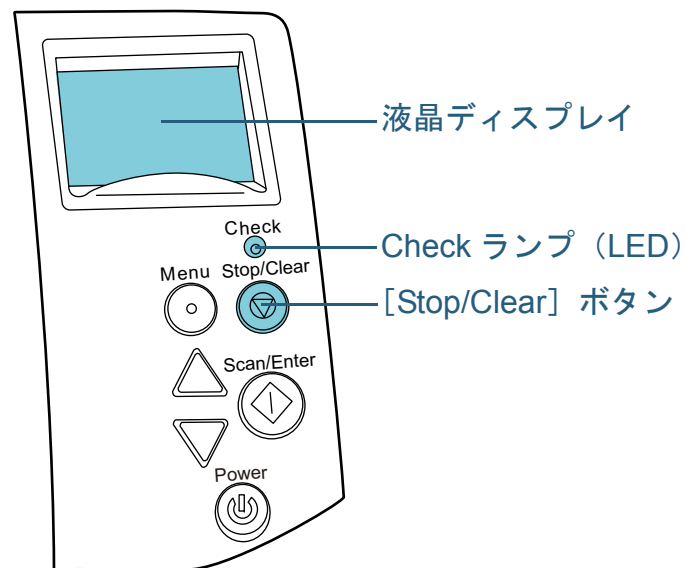 液晶ディスプレイ
Check
Check ランプ（LED）
Menu Stop/Clear
［Stop/Clear］ボタン
Scan/Enter
Power